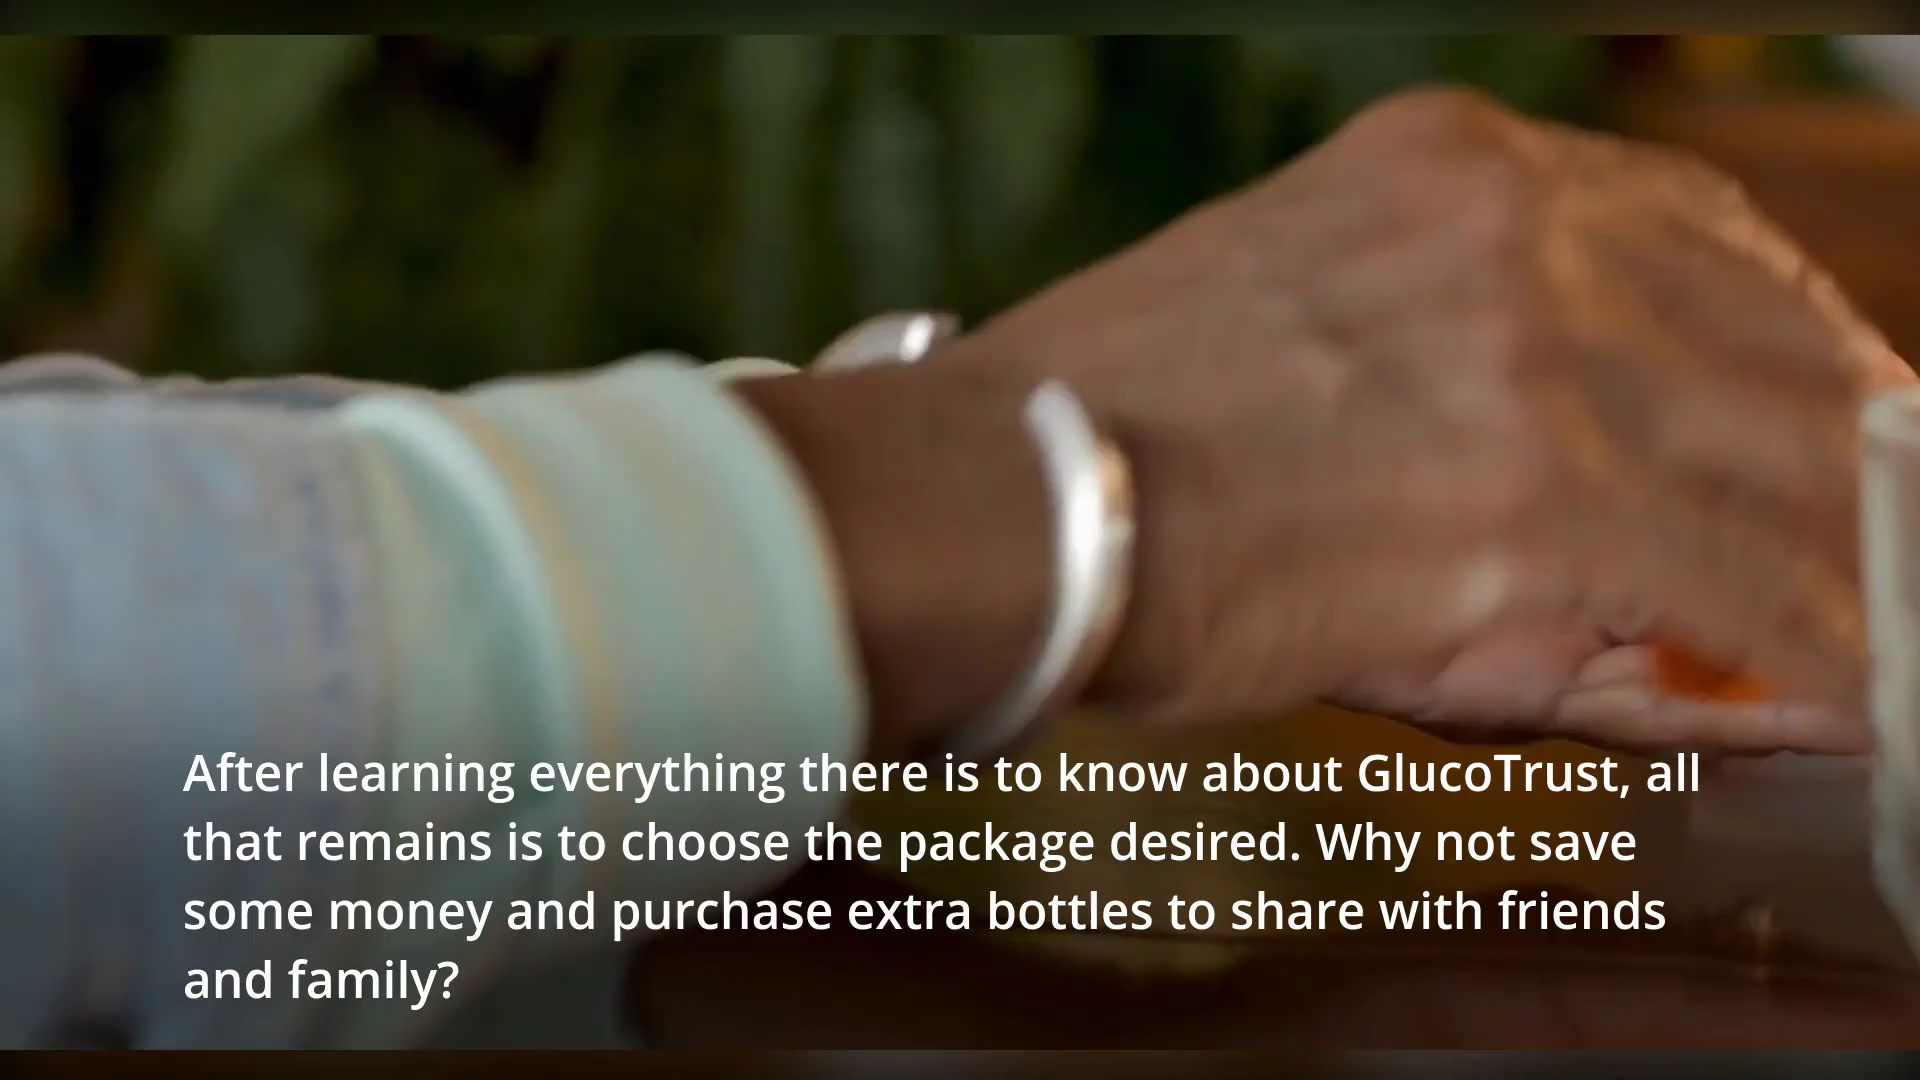 After learning everything there is to know about GlucoTrust, all
that remains is to choose the package desired. Why not save
some money and purchase extra bottles to share with friends
and family?